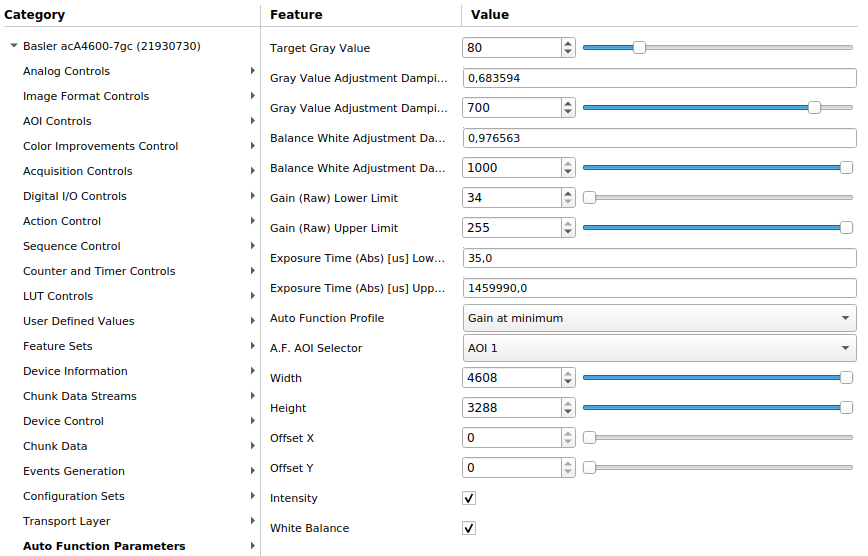 Category Feature Value
Basler acA4600-7gc (21930730)
Analog Controls
Image Format Controls
AOI Controls
Color Improvements Control
Acquisition Controls
Digital I/O Controls
Action Control
Sequence Control
Counter and Timer Controls
LUT Controls
User Defined Values
Feature Sets
Device Information
Chunk Data Streams
Device Control
Chunk Data
Events Generation
Configuration Sets
Transport Layer
Auto Function Parameters
Target Gray Value 80
Gray Value Adjustment Dampi... 0,683594
Gray Value Adjustment Dampi... 700
Balance White Adjustment Da... 0,976563
Balance White Adjustment Da... 1000
Gain (Raw) Lower Limit 34
Gain (Raw) Upper Limit 255
Exposure Time (Abs) [us] Low... 35,0
Exposure Time (Abs) [us] Upp... 1459990,0
Auto Function Profile Gain at minimum
A.F. AOI Selector AOI 1
Width 4608
Height 3288
Offset X 0
Offset Y 0
Intensity
White Balance